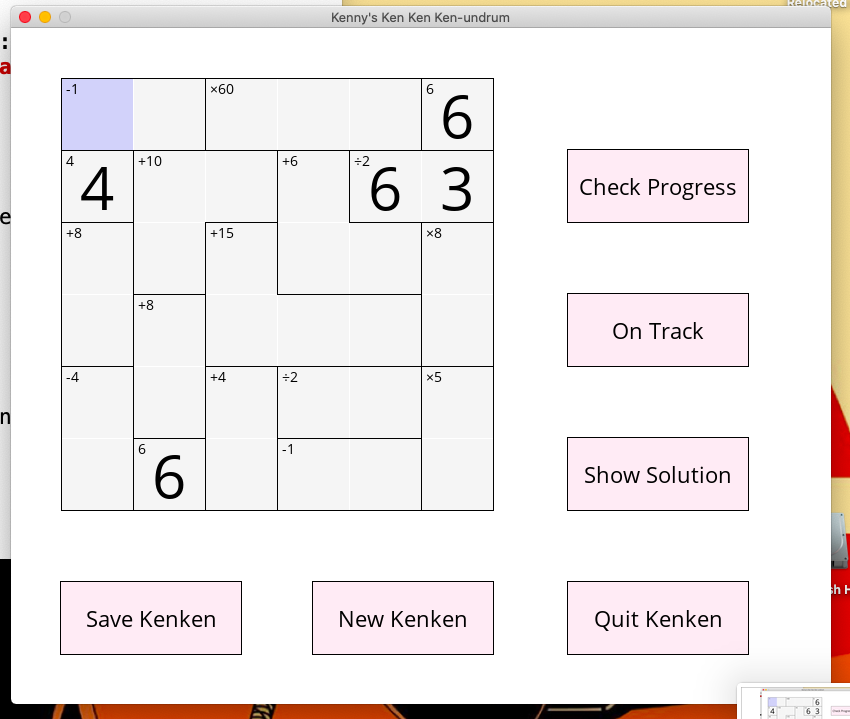 Relocated
Kenny's Ken Ken Ken-undrum
:
a
e
n
-1
×60
6
6
4
4
+10
+6
÷2
6
3
Check Progress
+8
+15
×8
+8
On Track
-4
+4
÷2
×5
6
6
-1
Show Solution
sh H
Save Kenken
New Kenken
Quit Kenken